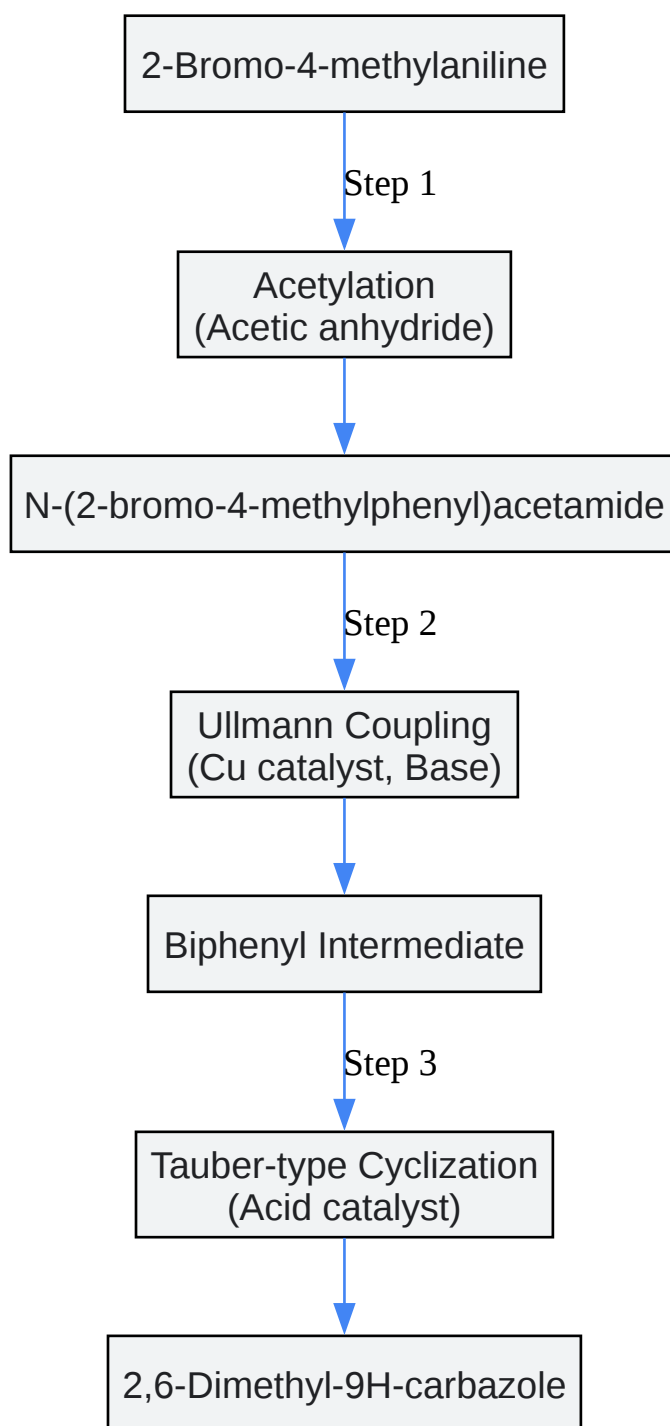 2-Bromo-4-methylaniline
Step 1
Acetylation
(Acetic anhydride)
N-(2-bromo-4-methylphenyl)acetamide
Step 2
Ullmann Coupling
(Cu catalyst, Base)
Biphenyl Intermediate
Step 3
Tauber-type Cyclization
(Acid catalyst)
2,6-Dimethyl-9H-carbazole